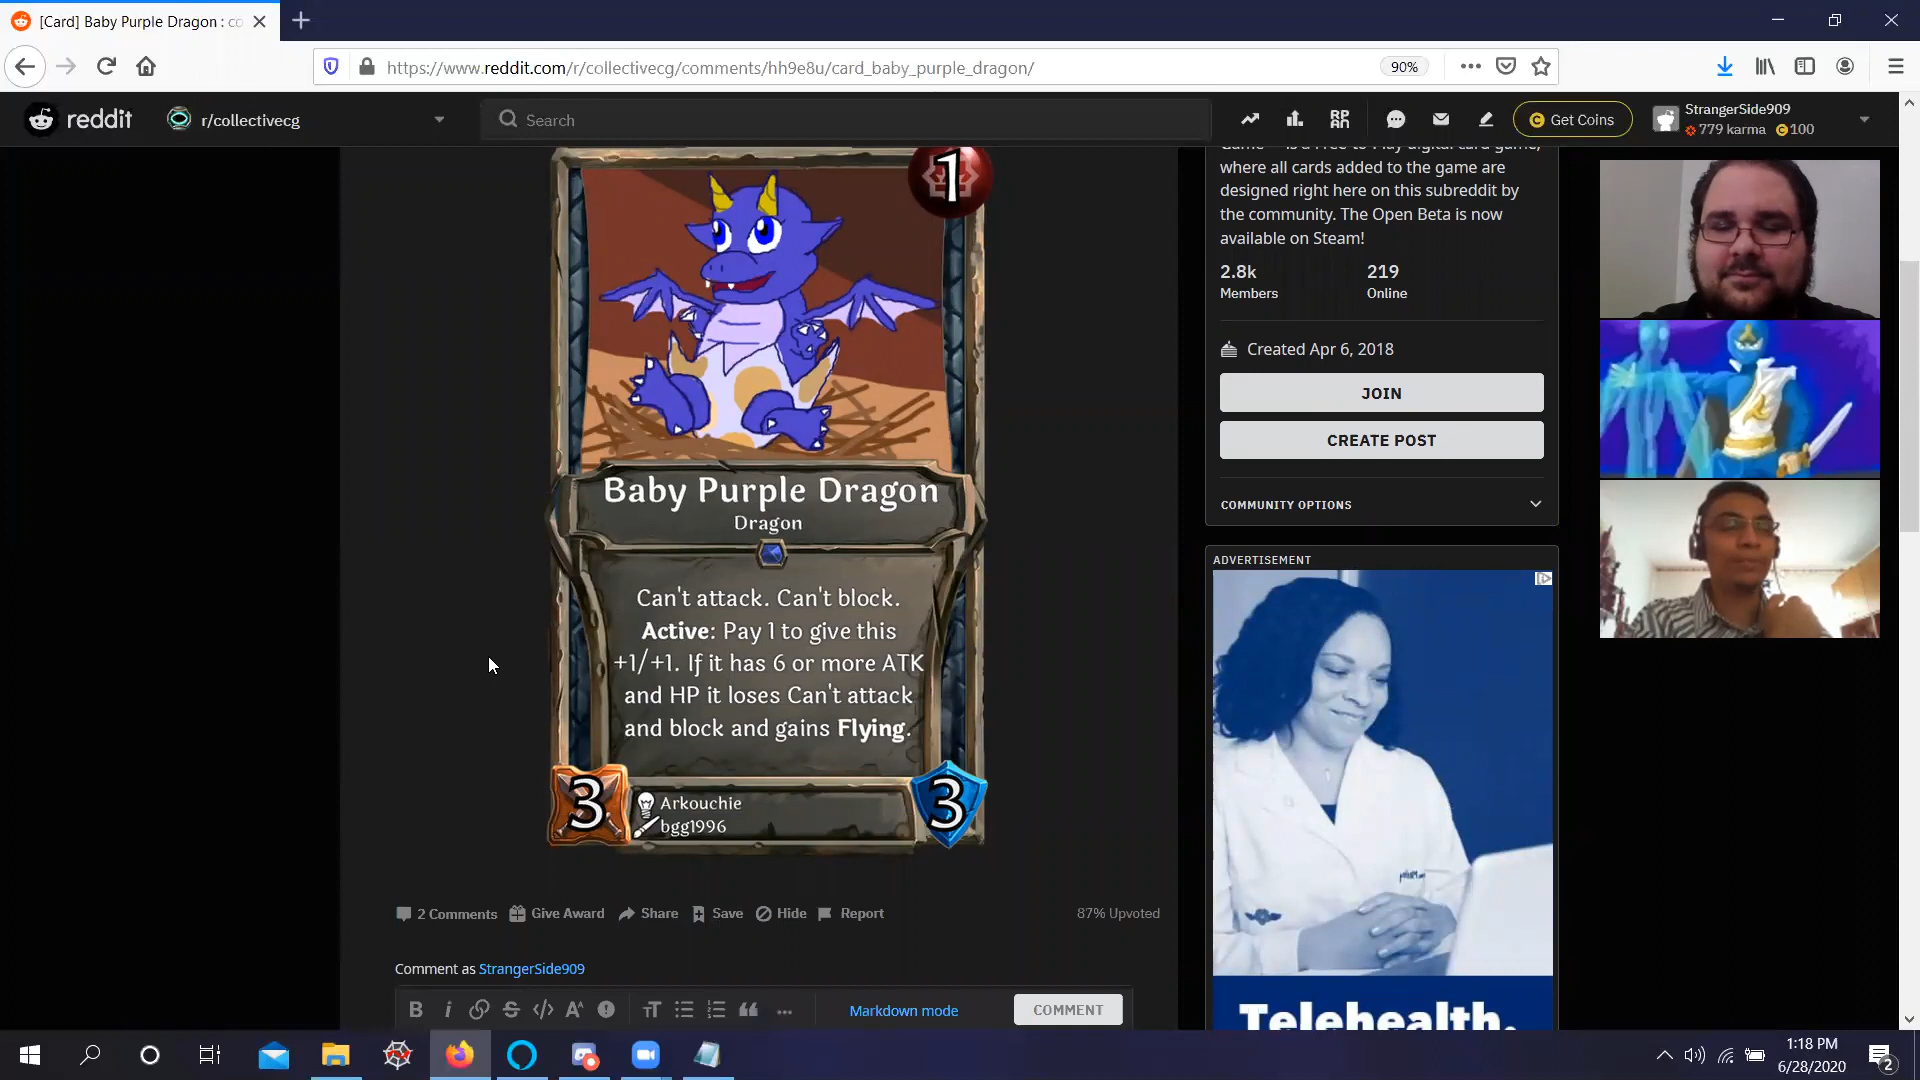 [Card] Baby Purple Dragon : co
https://www.reddit.com/r/collectivecg/comments/hh9e8u/card_baby_purple_dragon/
90%
reddit
r/collectivecg
Search
Get Coins
StrangerSide909
779 karma
100
1
Baby Purple Dragon
Dragon
Can't attack. Can't block.
Active: Pay 1 to give this
+1/+1. If it has 6 or more ATK
and HP it loses Can't attack
and block and gains Flying.
3
Arkouchie
bgg1996
3
2 Comments
Give Award
Share
Save
Hide
Report
87% Upvoted
Comment as StrangerSide909
Markdown mode
COMMENT
where all cards added to the game are
designed right here on this subreddit by
the community. The Open Beta is now
available on Steam!
2.8k
Members
219
Online
Created Apr 6, 2018
JOIN
CREATE POST
COMMUNITY OPTIONS
ADVERTISEMENT
Telehealth.
1:18 PM
6/28/2020
2